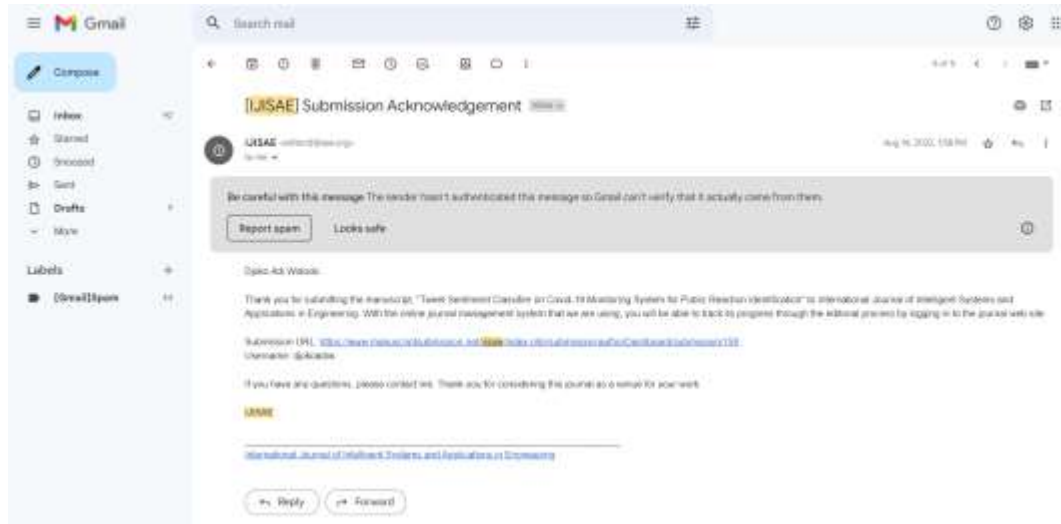 Gmail
Search mail
Compose
Inbox
Starred
Snoozed
Sent
Drafts
More
Labels
[Gmail]Spam
[IJISAE] Submission Acknowledgement
IJISAE
to me
Be careful with this message The sender hasn't authenticated this message so Gmail can't verify that it actually came from them.
Report spam
Looks safe
Thank you for submitting the manuscript, "Tweet Sentiment Classifier on Covid-19 Monitoring System for Public Reaction Identification" to International Journal of Intelligent Systems and
Applications in Engineering. With the online journal management system that we are using, you will be able to track its progress through the editorial process by logging in to the journal web site:
Submission URL:
Username:
If you have any questions, please contact me. Thank you for considering this journal as a venue for your work.
IJISAE
International Journal of Intelligent Systems and Applications in Engineering
Reply
Forward